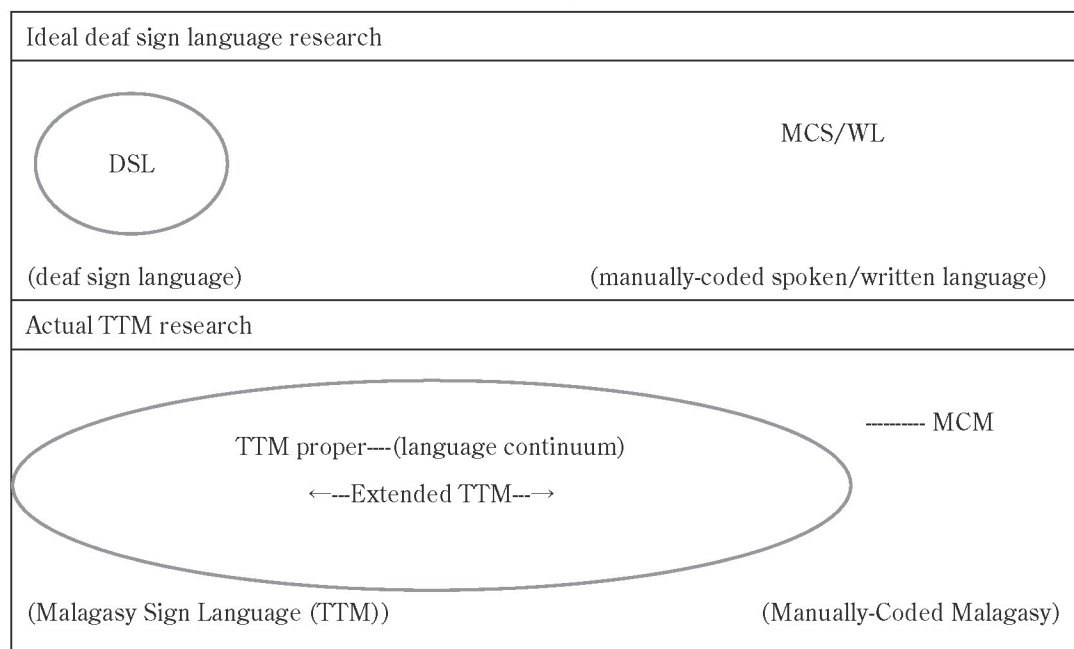 Ideal deaf sign language research
DSL
MCS/WL
(deaf sign language)
(manually-coded spoken/written language)
Actual TTM research
---------- MCM
TTM proper----(language continuum)
←---Extended TTM---→
(Malagasy Sign Language (TTM))
(Manually-Coded Malagasy)